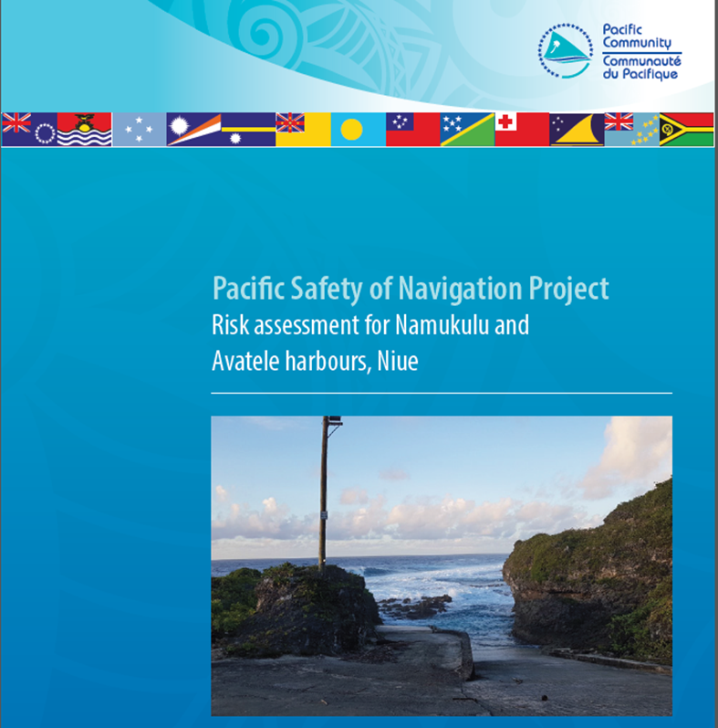 Pacific
Community
Communauté
du Pacifique
Pacific Safety of Navigation Project
Risk assessment for Namukulu and
Avatele harbours, Niue